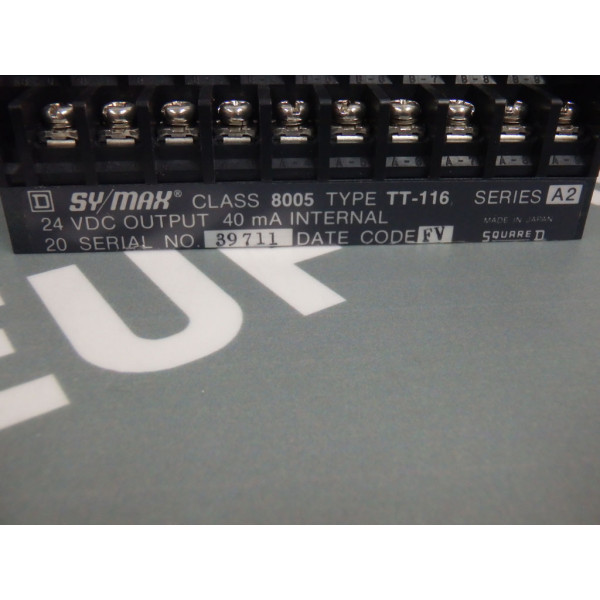 D SY/MAX® CLASS 8005 TYPE TT-116 SERIES A2
24 VDC OUTPUT 40 mA INTERNAL MADE IN JAPAN
20 SERIAL NO. 39711 DATE CODE FV SQUARE D
EUR